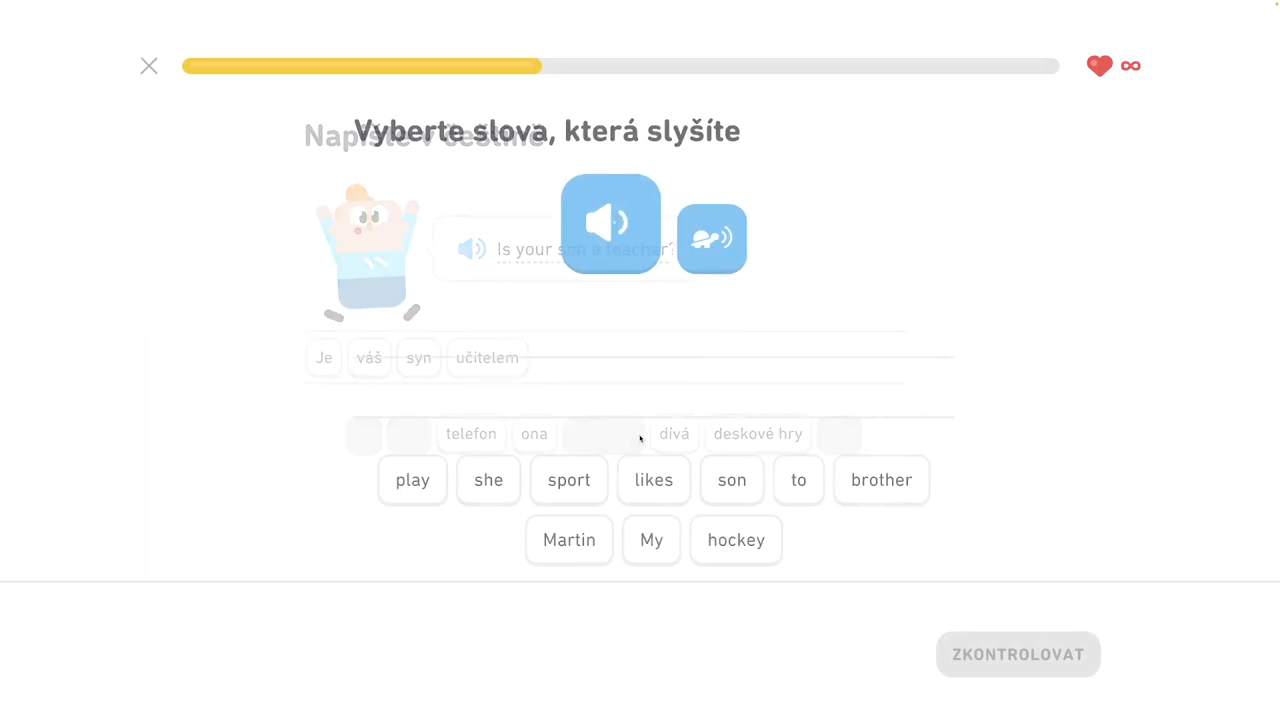 Napište v češtině
Vyberte slova, která slyšíte
Is your son a teacher?
Je váš syn učitelem
telefon ona dívá deskové hry
play she sport likes son to brother
Martin My hockey
ZKONTROLOVAT